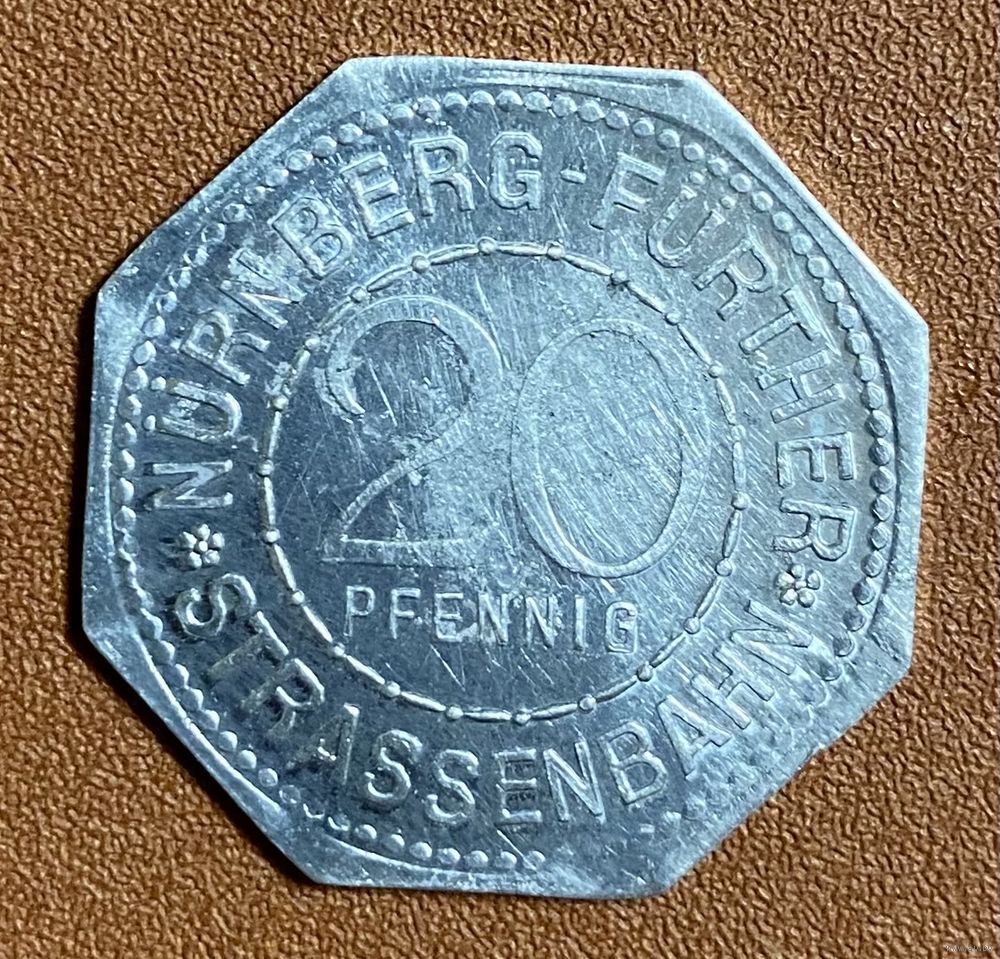 NÜRNBERG-FÜRTHER
20
PFENNIG
STRASSENBAHN